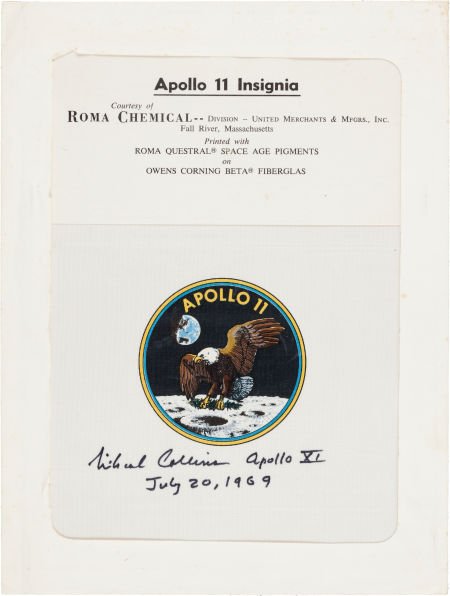 Apollo 11 Insignia
Courtesy of
ROMA CHEMICAL-- DIVISION – UNITED MERCHANTS & MFGRS., INC.
Fall River, Massachusetts
Printed with
ROMA QUESTRAL® SPACE AGE PIGMENTS
on
OWENS CORNING BETA® FIBERGLAS
APOLLO 11
Michael Collins Apollo XI
July 20, 1969